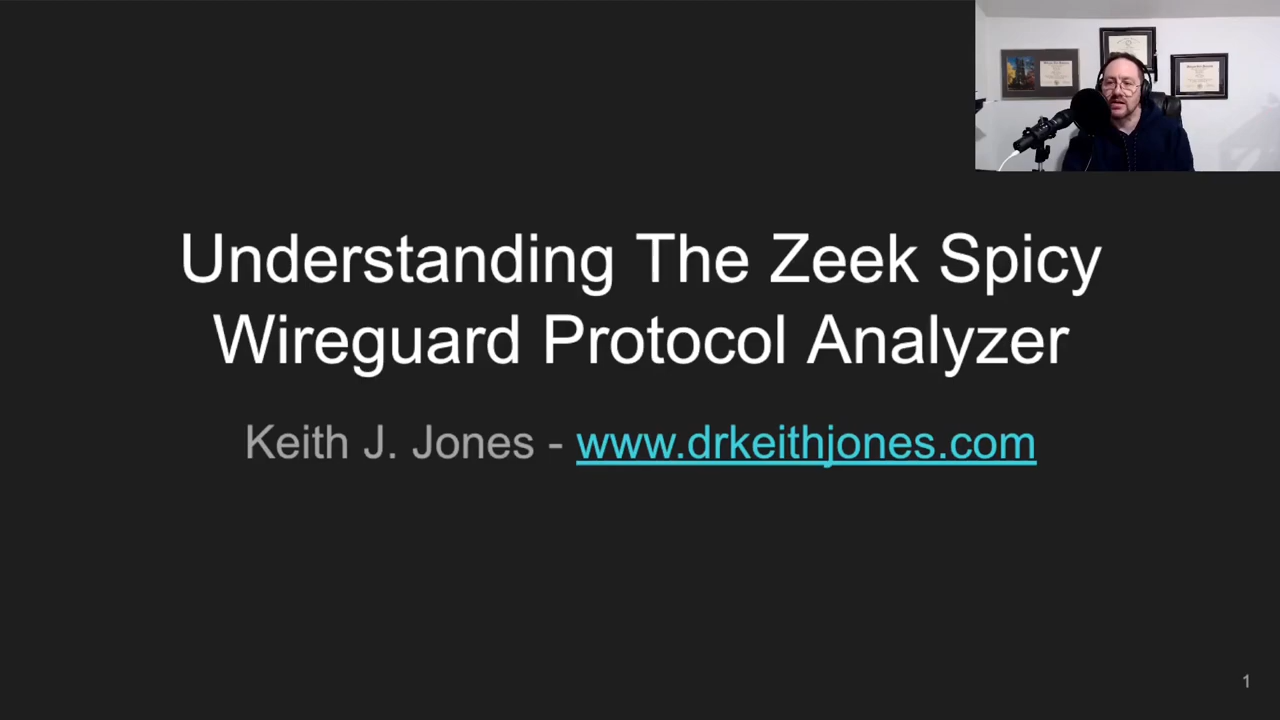 Understanding The Zeek Spicy
Wireguard Protocol Analyzer
Keith J. Jones - www.drkeithjones.com
1